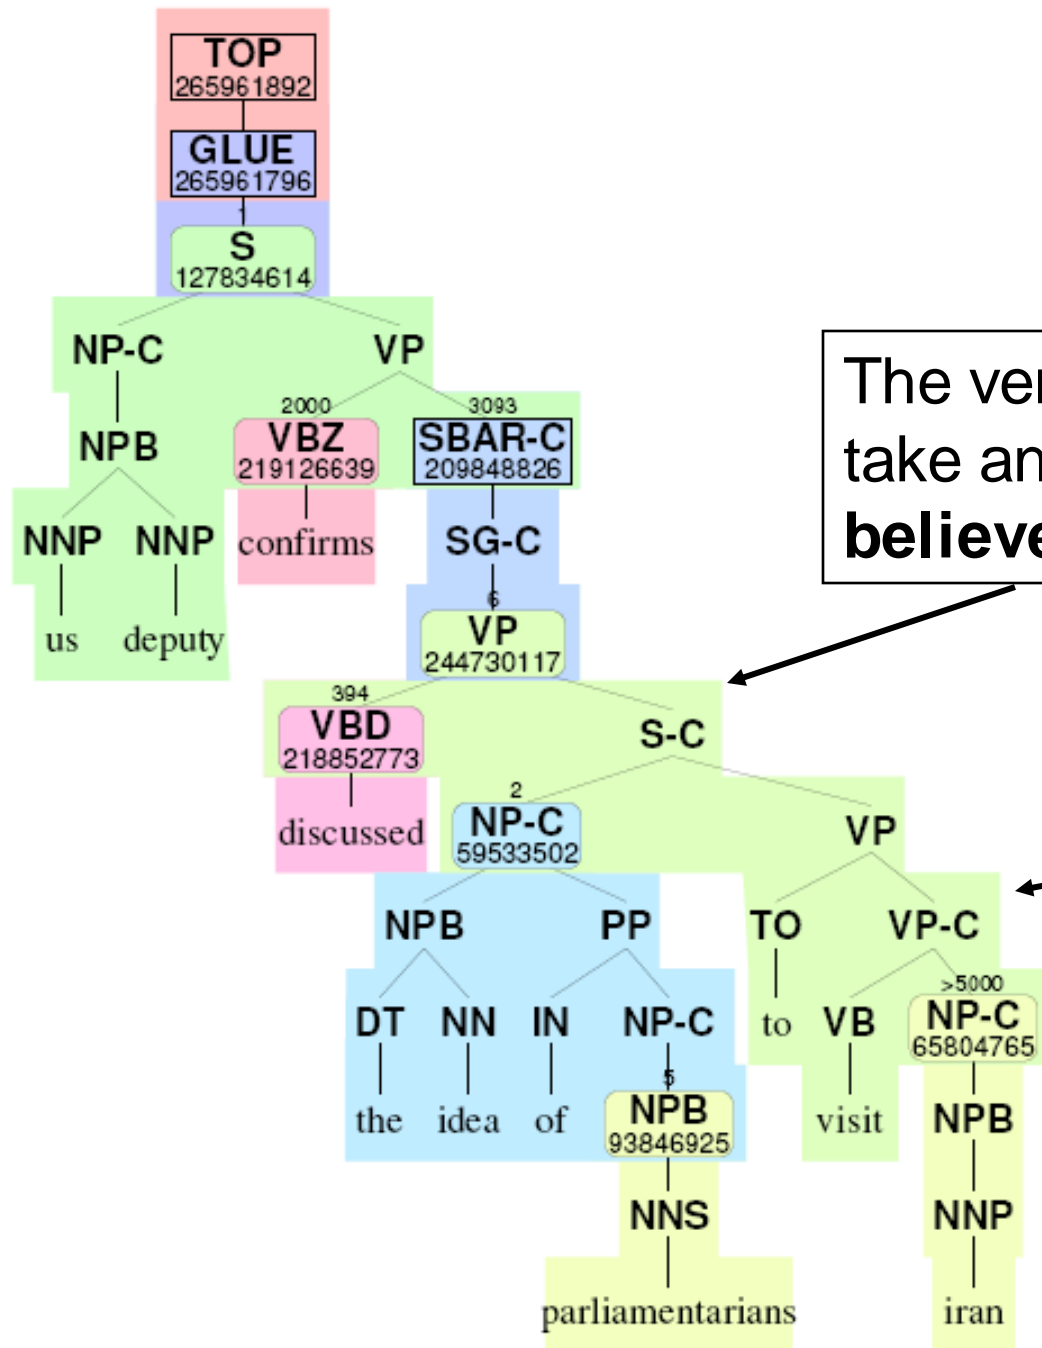 TOP
265961892
GLUE
265961796
1
S
127834614
NP-C VP
2000 3093
NPB VBZ SBAR-C
219126639 209848826
NNP NNP confirms SG-C
us deputy
6
VP
244730117
The ver
take an
believe
394
VBD S-C
218852773
2
discussed NP-C VP
59533502
NPB PP TO VP-C
>5000
DT NN IN NP-C to VB NP-C
65804765
5
the idea of NPB visit NPB
93846925
NNS NNP
parliamentarians iran